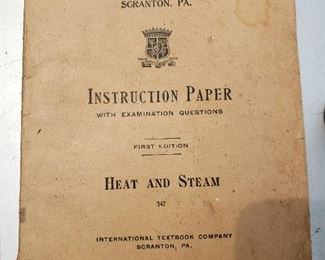 SCRANTON, PA.
INSTRUCTION PAPER
WITH EXAMINATION QUESTIONS
FIRST EDITION
HEAT AND STEAM
347
INTERNATIONAL TEXTBOOK COMPANY
SCRANTON, PA.